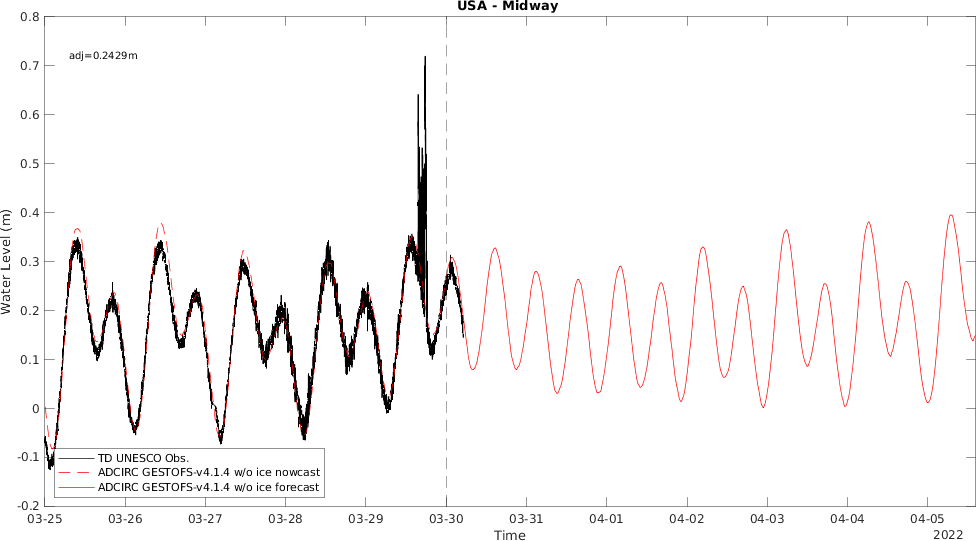 USA - Midway
adj=0.2429m
Water Level (m)
0.8
0.7
0.6
0.5
0.4
0.3
0.2
0.1
0
-0.1
-0.2
TD UNESCO Obs.
ADCIRC GESTOFS-v4.1.4 w/o ice nowcast
ADCIRC GESTOFS-v4.1.4 w/o ice forecast
03-25 03-26 03-27 03-28 03-29 03-30 03-31 04-01 04-02 04-03 04-04 04-05
Time
2022